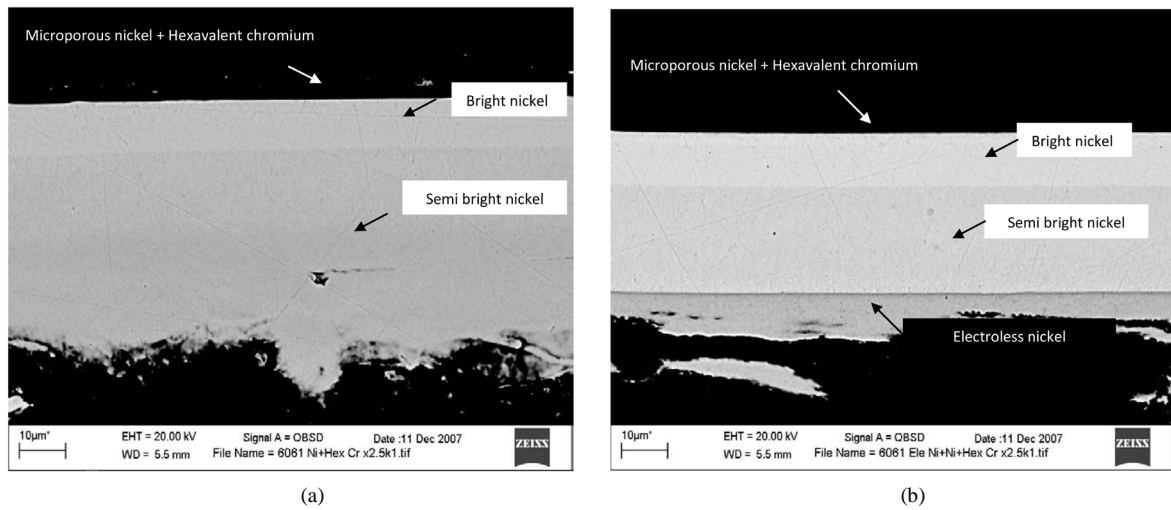 Microporous nickel + Hexavalent chromium
Bright nickel
Semi bright nickel
10µm*
EHT = 20.00 kV Signal A = QBSD Date :11 Dec 2007
WD = 5.5 mm File Name = 6061 Ni+Hex Cr x2.5k1.tif
ZEISS
(a)
Microporous nickel + Hexavalent chromium
Bright nickel
Semi bright nickel
Electroless nickel
10µm*
EHT = 20.00 kV Signal A = QBSD Date :11 Dec 2007
WD = 5.5 mm File Name = 6061 Ele Ni+Ni+Hex Cr x2.5k1.tif
ZEISS
(b)